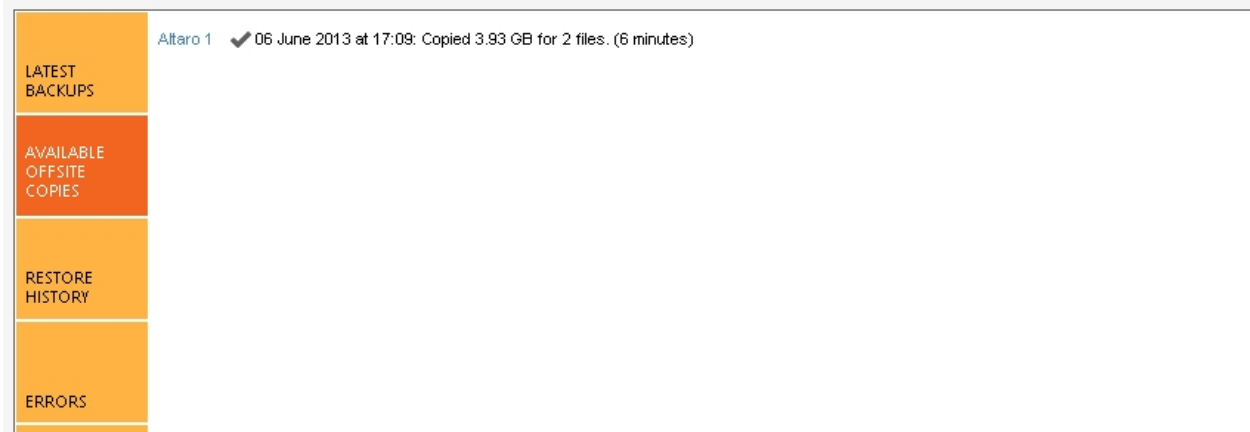 Altaro 1 06 June 2013 at 17:09: Copied 3.93 GB for 2 files. (6 minutes)
LATEST
BACKUPS
AVAILABLE
OFFSITE
COPIES
RESTORE
HISTORY
ERRORS